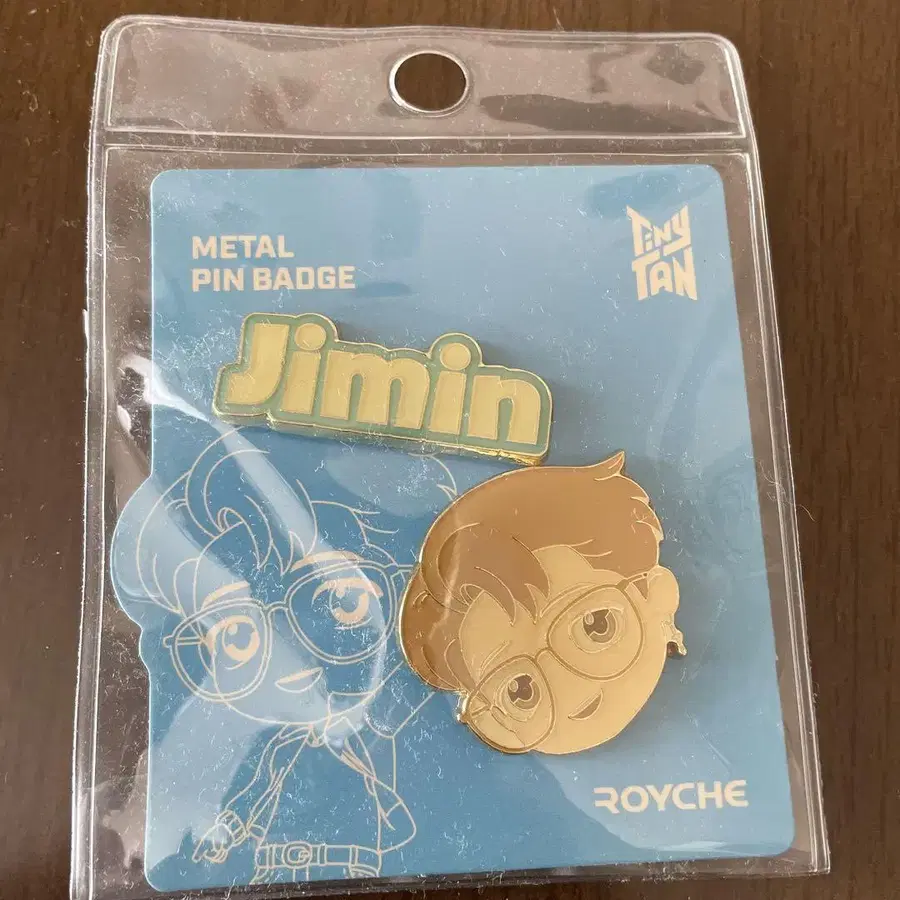 METAL
PIN BADGE
TiNY
TAN
Jimin
ROYCHE